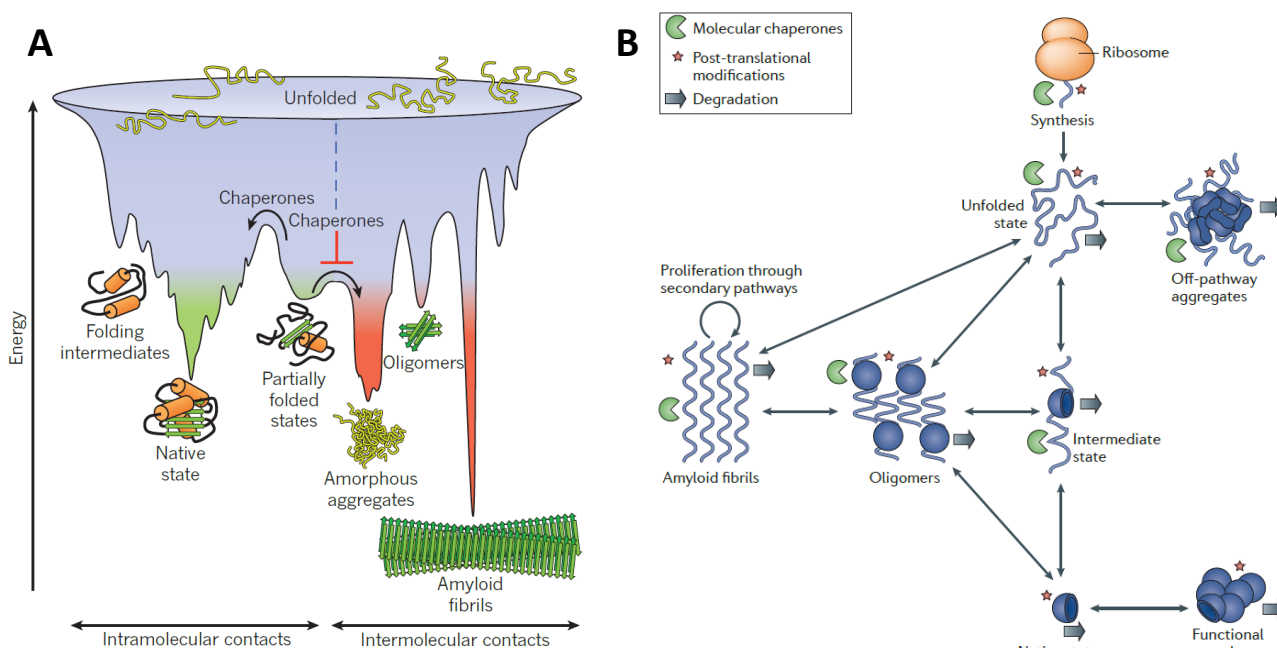 A
Unfolded
Chaperones
Chaperones
Energy
Folding
intermediates
Partially
folded
states
Oligomers
Native
state
Amorphous
aggregates
Amyloid
fibrils
Intramolecular contacts
Intermolecular contacts
B
Molecular chaperones
Post-translational
modifications
Degradation
Ribosome
Synthesis
Unfolded
state
Off-pathway
aggregates
Proliferation through
secondary pathways
Amyloid fibrils
Oligomers
Intermediate
state
Functional